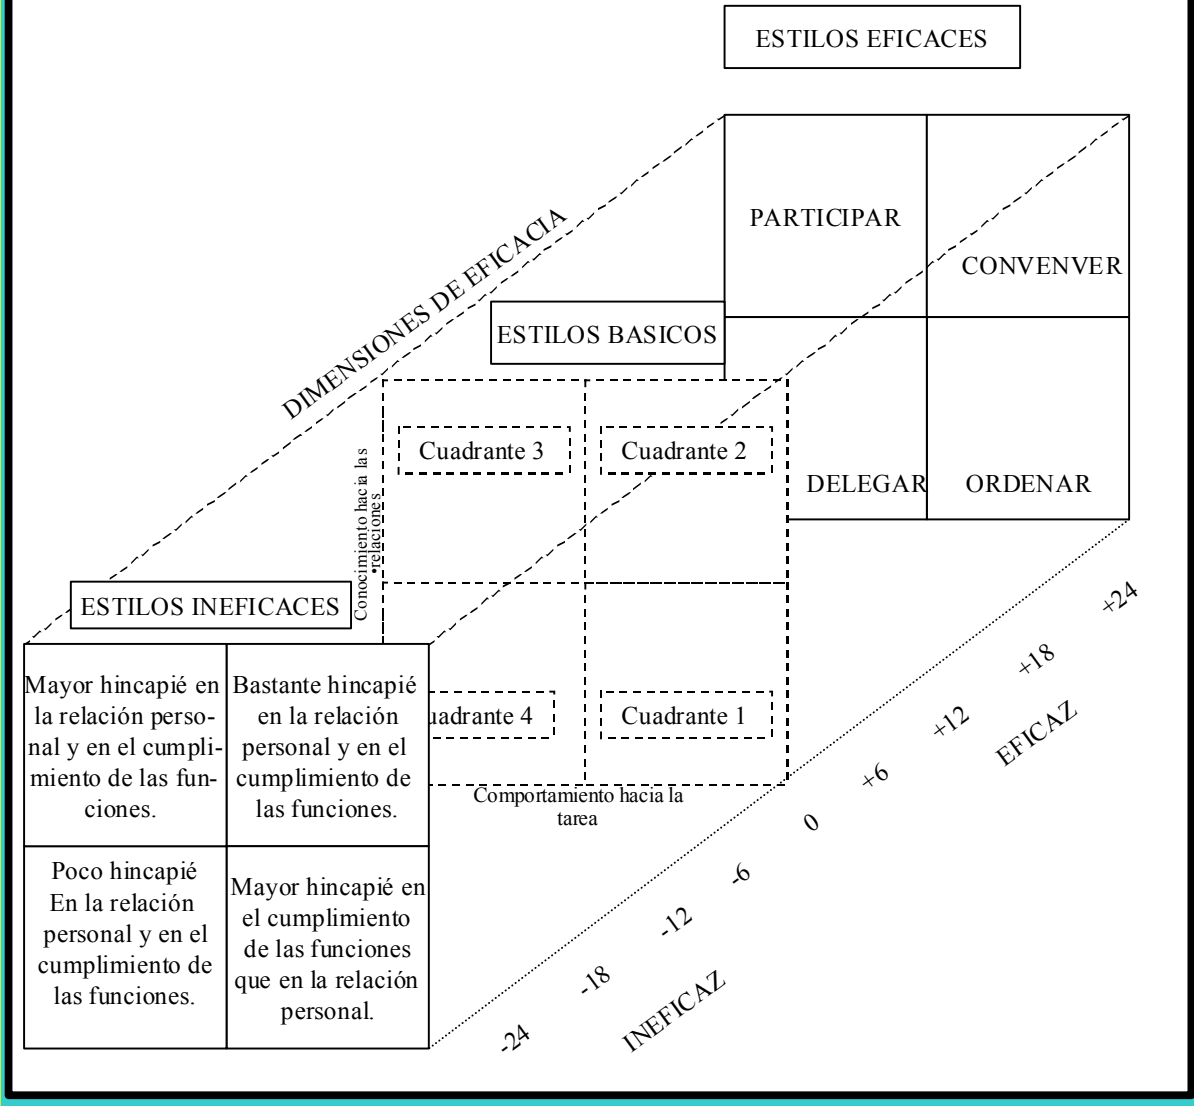 ESTILOS EFICACES
PARTICIPAR
CONVENVER
DIMENSIONES DE EFICACIA
ESTILOS BASICOS
Cuadrante 3
Cuadrante 2
DELEGAR
ORDENAR
Conocimiento hacia las
•relaciones
ESTILOS INEFICACES
Mayor hincapié en
la relación perso-
nal y en el cumpli-
miento de las fun-
ciones.
Bastante hincapié
en la relación
personal y en el
cumplimiento de
las funciones.
uadrante 4
Cuadrante 1
Comportamiento hacia la
tarea
Poco hincapié
En la relación
personal y en el
cumplimiento de
las funciones.
Mayor hincapié en
el cumplimiento
de las funciones
que en la relación
personal.
+24
+18
+12
+6
0
-6
-12
-18
-24
EFICAZ
INEFICAZ